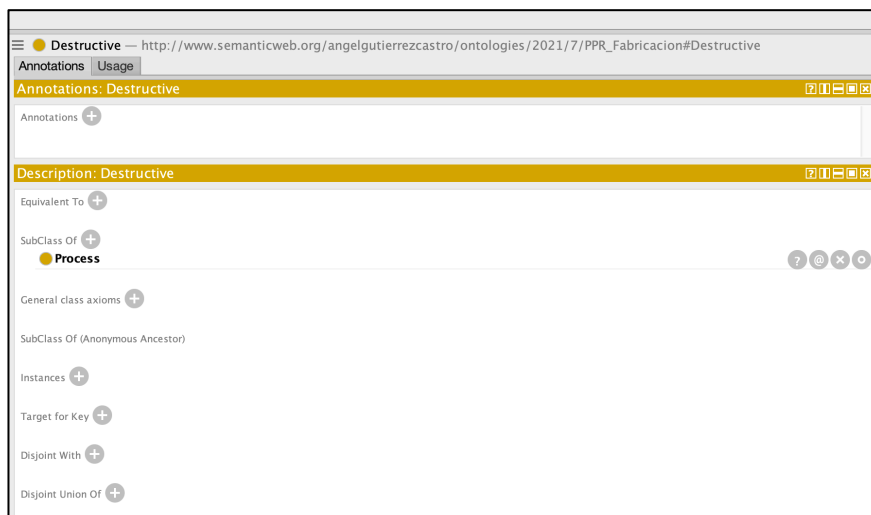 Destructive — http://www.semanticweb.org/angelgutierrezcastro/ontologies/2021/7/PPR_Fabricacion#Destructive
Annotations Usage
Annotations: Destructive
Annotations
Description: Destructive
Equivalent To
SubClass Of
Process
General class axioms
SubClass Of (Anonymous Ancestor)
Instances
Target for Key
Disjoint With
Disjoint Union Of